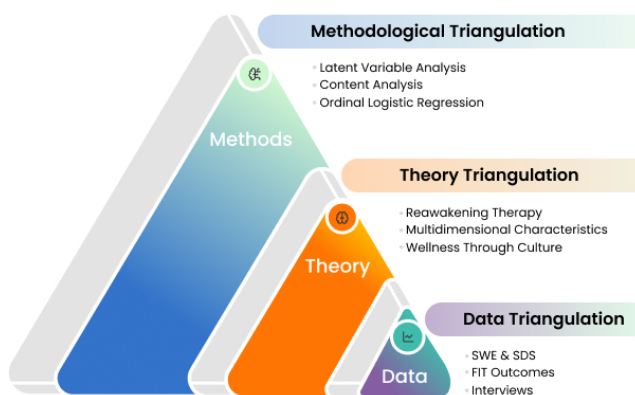 Methodological Triangulation
Latent Variable Analysis
Content Analysis
Ordinal Logistic Regression
Methods
Theory Triangulation
Reawakening Therapy
Multidimensional Characteristics
Wellness Through Culture
Theory
Data Triangulation
SWE & SDS
FIT Outcomes
Interviews
Data